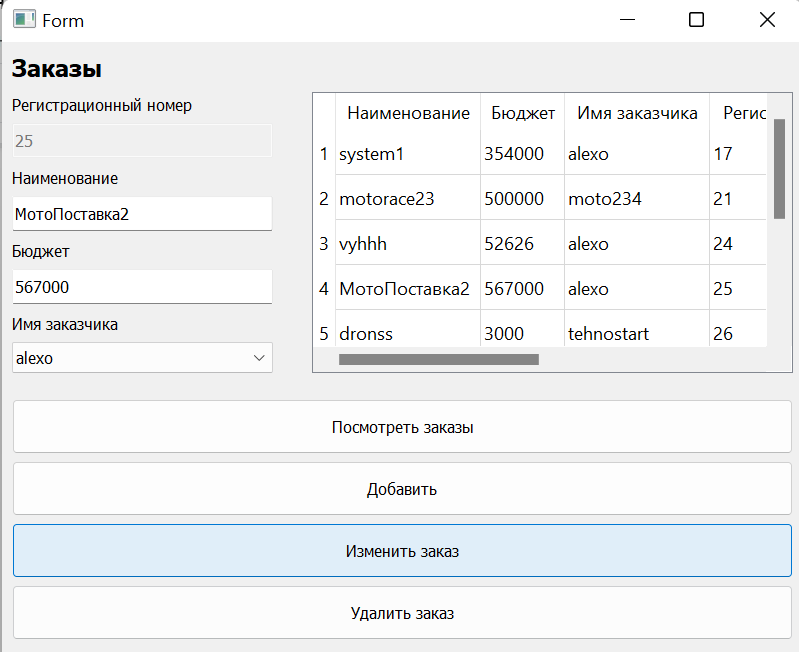 Form
Заказы
Регистрационный номер
25
Наименование
МотоПоставка2
Бюджет
567000
Имя заказчика
alexo
Наименование Бюджет Имя заказчика Регис
1 system1 354000 alexo 17
2 motorace23 500000 moto234 21
3 vyhhh 52626 alexo 24
4 МотоПоставка2 567000 alexo 25
5 dronss 3000 tehnostart 26
Посмотреть заказы
Добавить
Изменить заказ
Удалить заказ